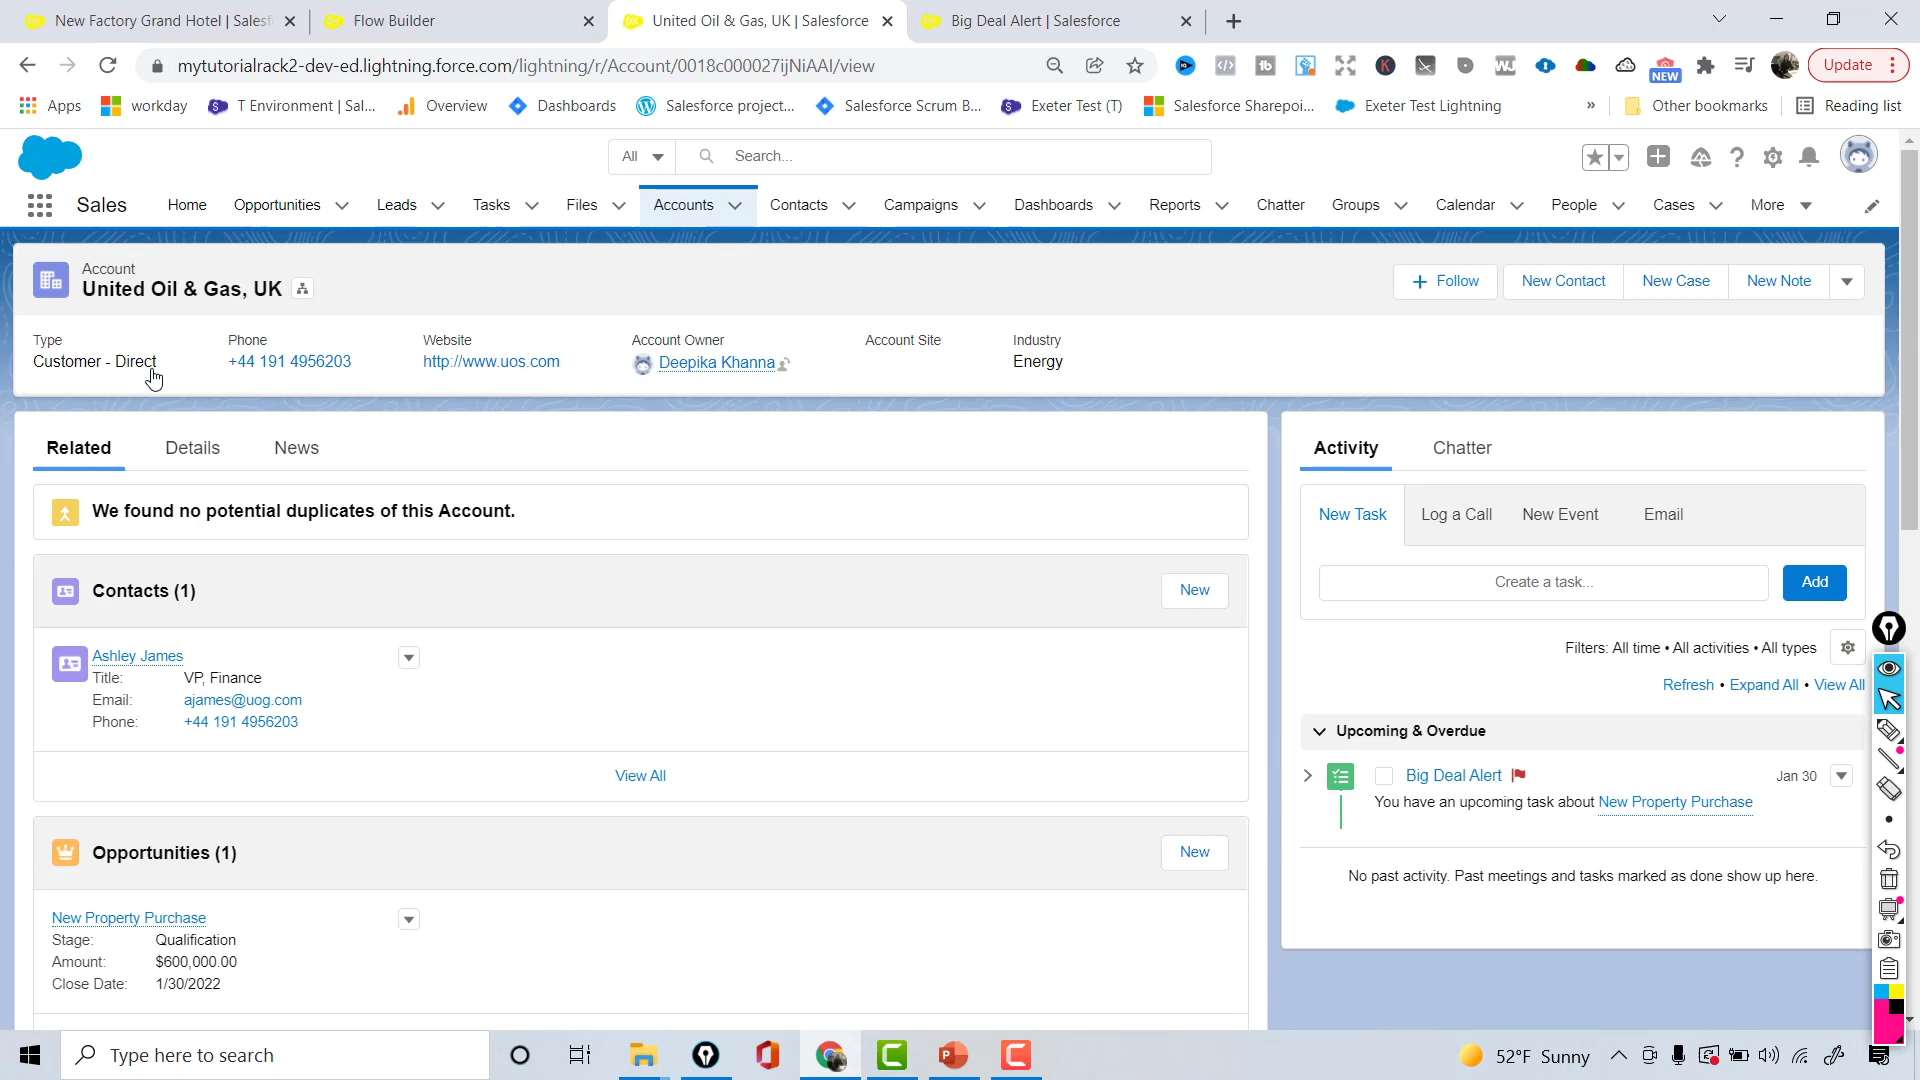 New Factory Grand Hotel | Salesf
Flow Builder
United Oil & Gas, UK | Salesforce
Big Deal Alert | Salesforce
mytutorialrack2-dev-ed.lightning.force.com/lightning/r/Account/0018c000027ijNiAAI/view
NEW
Update
Apps
workday
T Environment | Sal...
Overview
Dashboards
Salesforce project...
Salesforce Scrum B...
Exeter Test (T)
Salesforce Sharepoi...
Exeter Test Lightning
»
Other bookmarks
Reading list
All
Search...
Sales
Home
Opportunities
Leads
Tasks
Files
Accounts
Contacts
Campaigns
Dashboards
Reports
Chatter
Groups
Calendar
People
Cases
More
Account
United Oil & Gas, UK
Follow
New Contact
New Case
New Note
Type
Customer - Direct
Phone
+44 191 4956203
Website
http://www.uos.com
Account Owner
Deepika Khanna
Account Site
Industry
Energy
Related
Details
News
We found no potential duplicates of this Account.
Contacts (1)
New
Ashley James
Title: VP, Finance
Email: ajames@uog.com
Phone: +44 191 4956203
View All
Opportunities (1)
New
New Property Purchase
Stage: Qualification
Amount: $600,000.00
Close Date: 1/30/2022
Activity
Chatter
New Task
Log a Call
New Event
Email
Create a task...
Add
Filters: All time • All activities • All types
Refresh • Expand All • View All
Upcoming & Overdue
Big Deal Alert
Jan 30
You have an upcoming task about New Property Purchase
No past activity. Past meetings and tasks marked as done show up here.
Type here to search
52°F Sunny